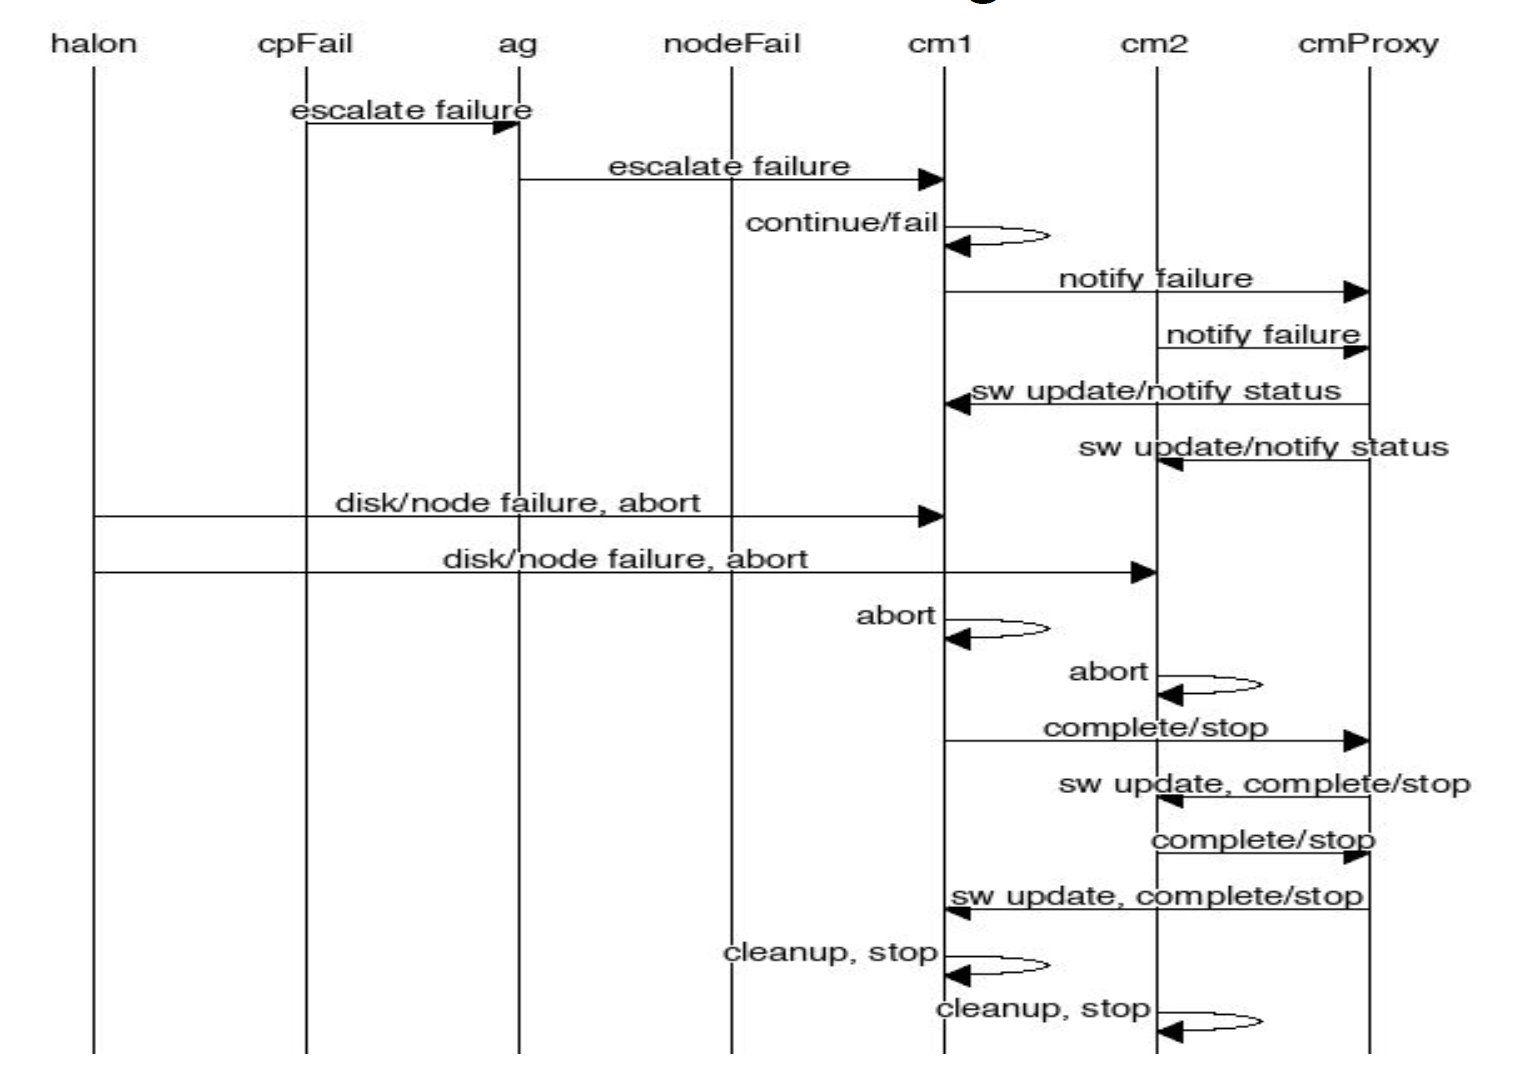 halon cpFail ag nodeFail cm1 cm2 cmProxy
escalate failure
escalate failure
continue/fail
notify failure
notify failure
sw update/notify status
sw update/notify status
disk/node failure, abort
disk/node failure, abort
abort
abort
complete/stop
sw update, complete/stop
complete/stop
sw update, complete/stop
cleanup, stop
cleanup, stop